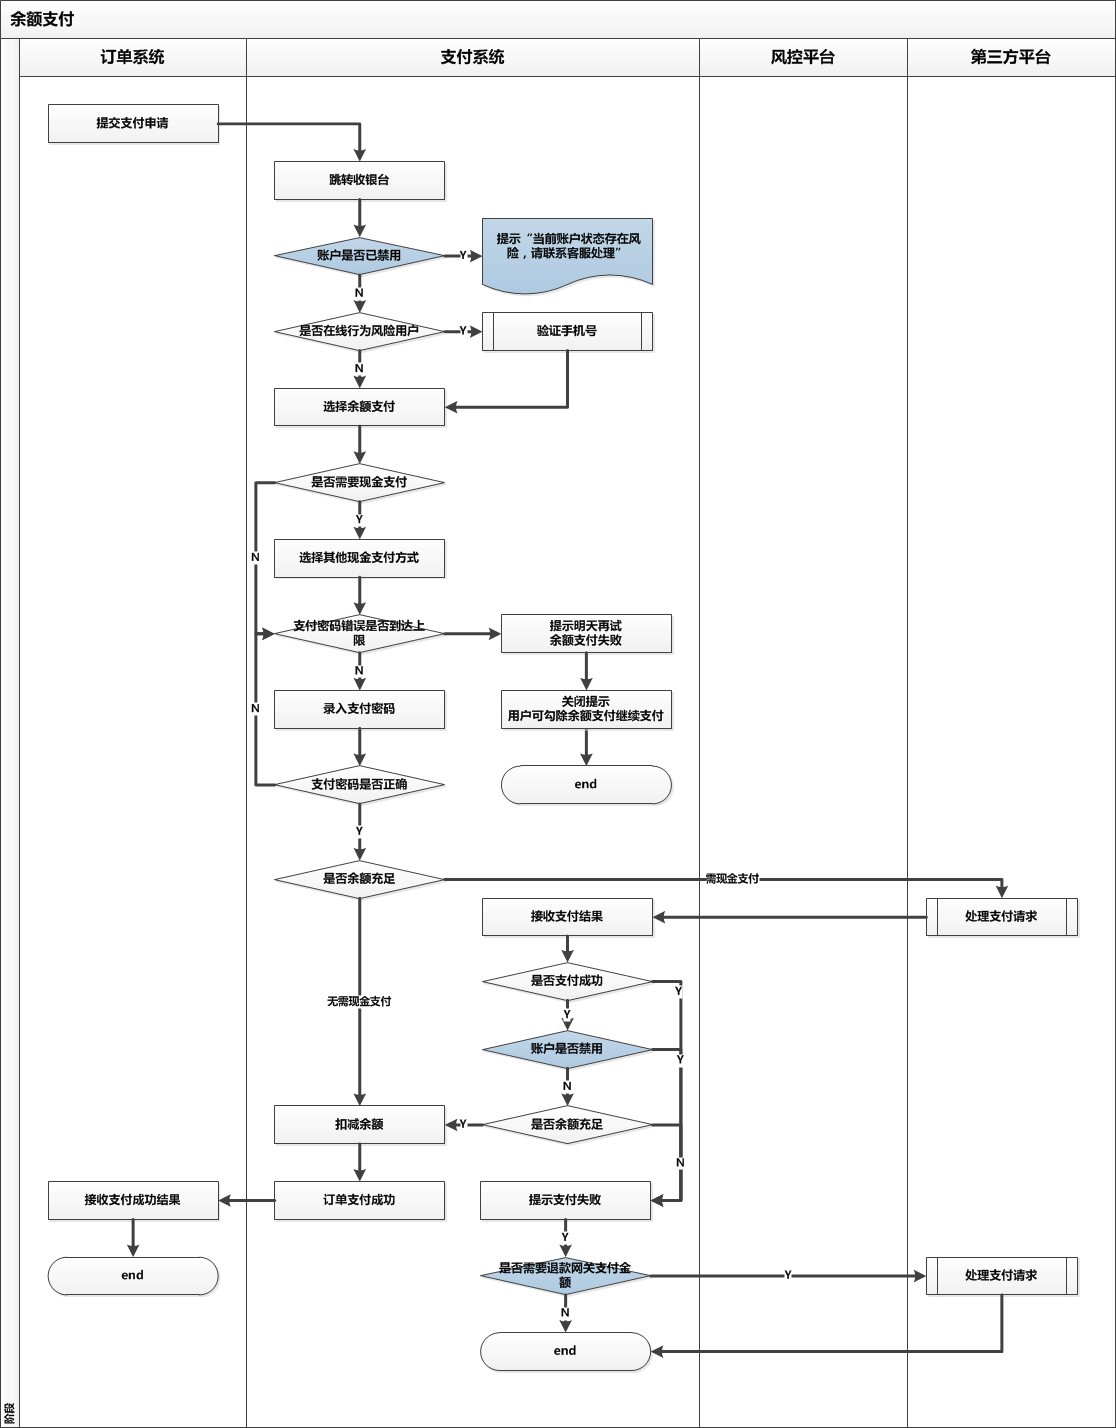 余额支付
订单系统
支付系统
风控平台
第三方平台
提交支付申请
跳转收银台
账户是否已禁用
Y
提示“当前账户状态存在风
险，请联系客服处理”
N
是否在线行为风险用户
Y
验证手机号
N
选择余额支付
是否需要现金支付
Y
N
选择其他现金支付方式
支付密码错误是否到达上
限
提示明天再试
余额支付失败
N
N
录入支付密码
关闭提示
用户可勾除余额支付继续支付
支付密码是否正确
end
Y
是否余额充足
需现金支付
接收支付结果
处理支付请求
是否支付成功
Y
无需现金支付
Y
账户是否禁用
Y
N
扣减余额
Y
是否余额充足
N
接收支付成功结果
订单支付成功
提示支付失败
Y
end
是否需要退款网关支付金
额
Y
处理支付请求
N
end
阶段